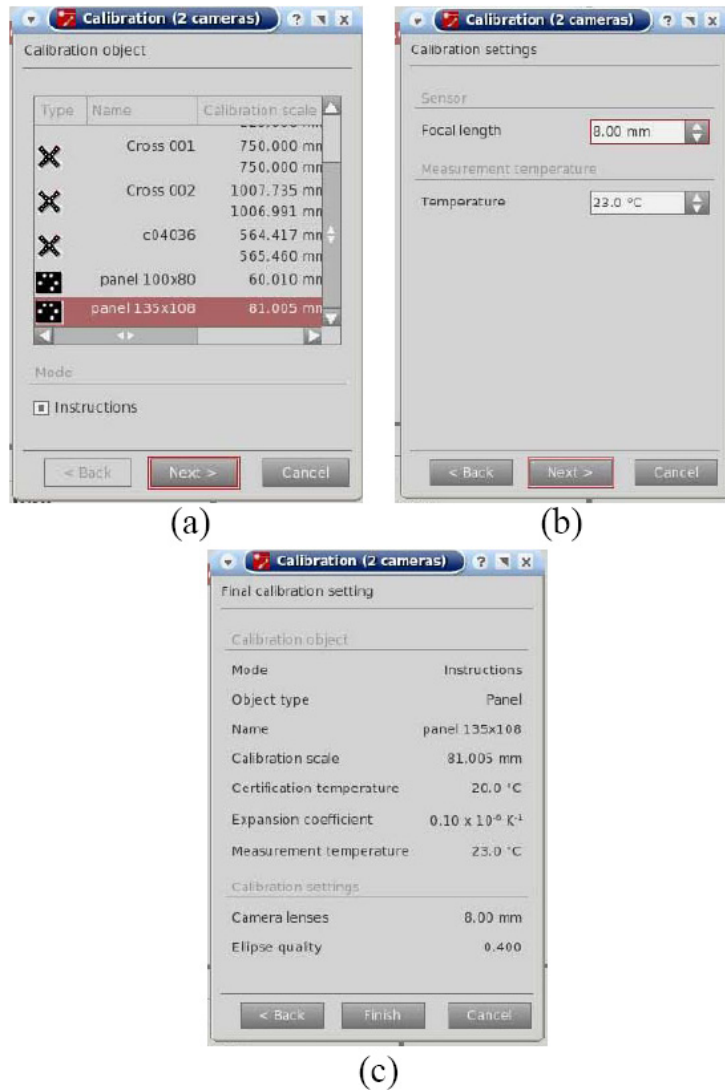 Calibration (2 cameras) ? x
Calibration object
Type Name Calibration scale
Cross 001 750.000 mm
750.000 mm
Cross 002 1007.735 mm
1006.991 mm
c04036 564.417 mm
565.460 mm
panel 100x80 60.010 mm
panel 135x108 81.005 mm
Mode
Instructions
< Back Next > Cancel
(a)
Calibration (2 cameras) ? x
Calibration settings
Sensor
Focal length 8.00 mm
Measurement temperature
Temperature 23.0 °C
< Back Next > Cancel
(b)
Calibration (2 cameras) ? x
Final calibration setting
Calibration object
Mode Instructions
Object type Panel
Name panel 135x108
Calibration scale 81.005 mm
Certification temperature 20.0 °C
Expansion coefficient 0.10 x 10⁻⁶ K⁻¹
Measurement temperature 23.0 °C
Calibration settings
Camera lenses 8.00 mm
Ellipse quality 0.400
< Back Finish Cancel
(c)